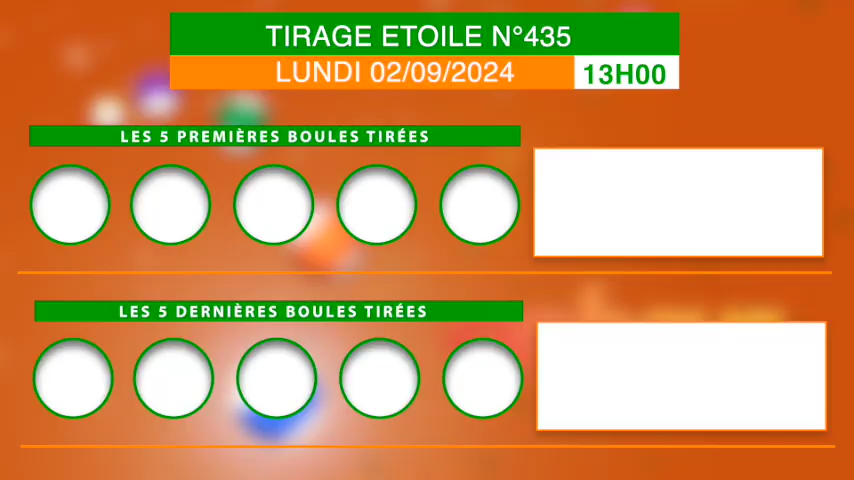 TIRAGE ETOILE N°435
LUNDI 02/09/2024
13H00
LES 5 PREMIÈRES BOULES TIRÉES
LES 5 DERNIÈRES BOULES TIRÉES